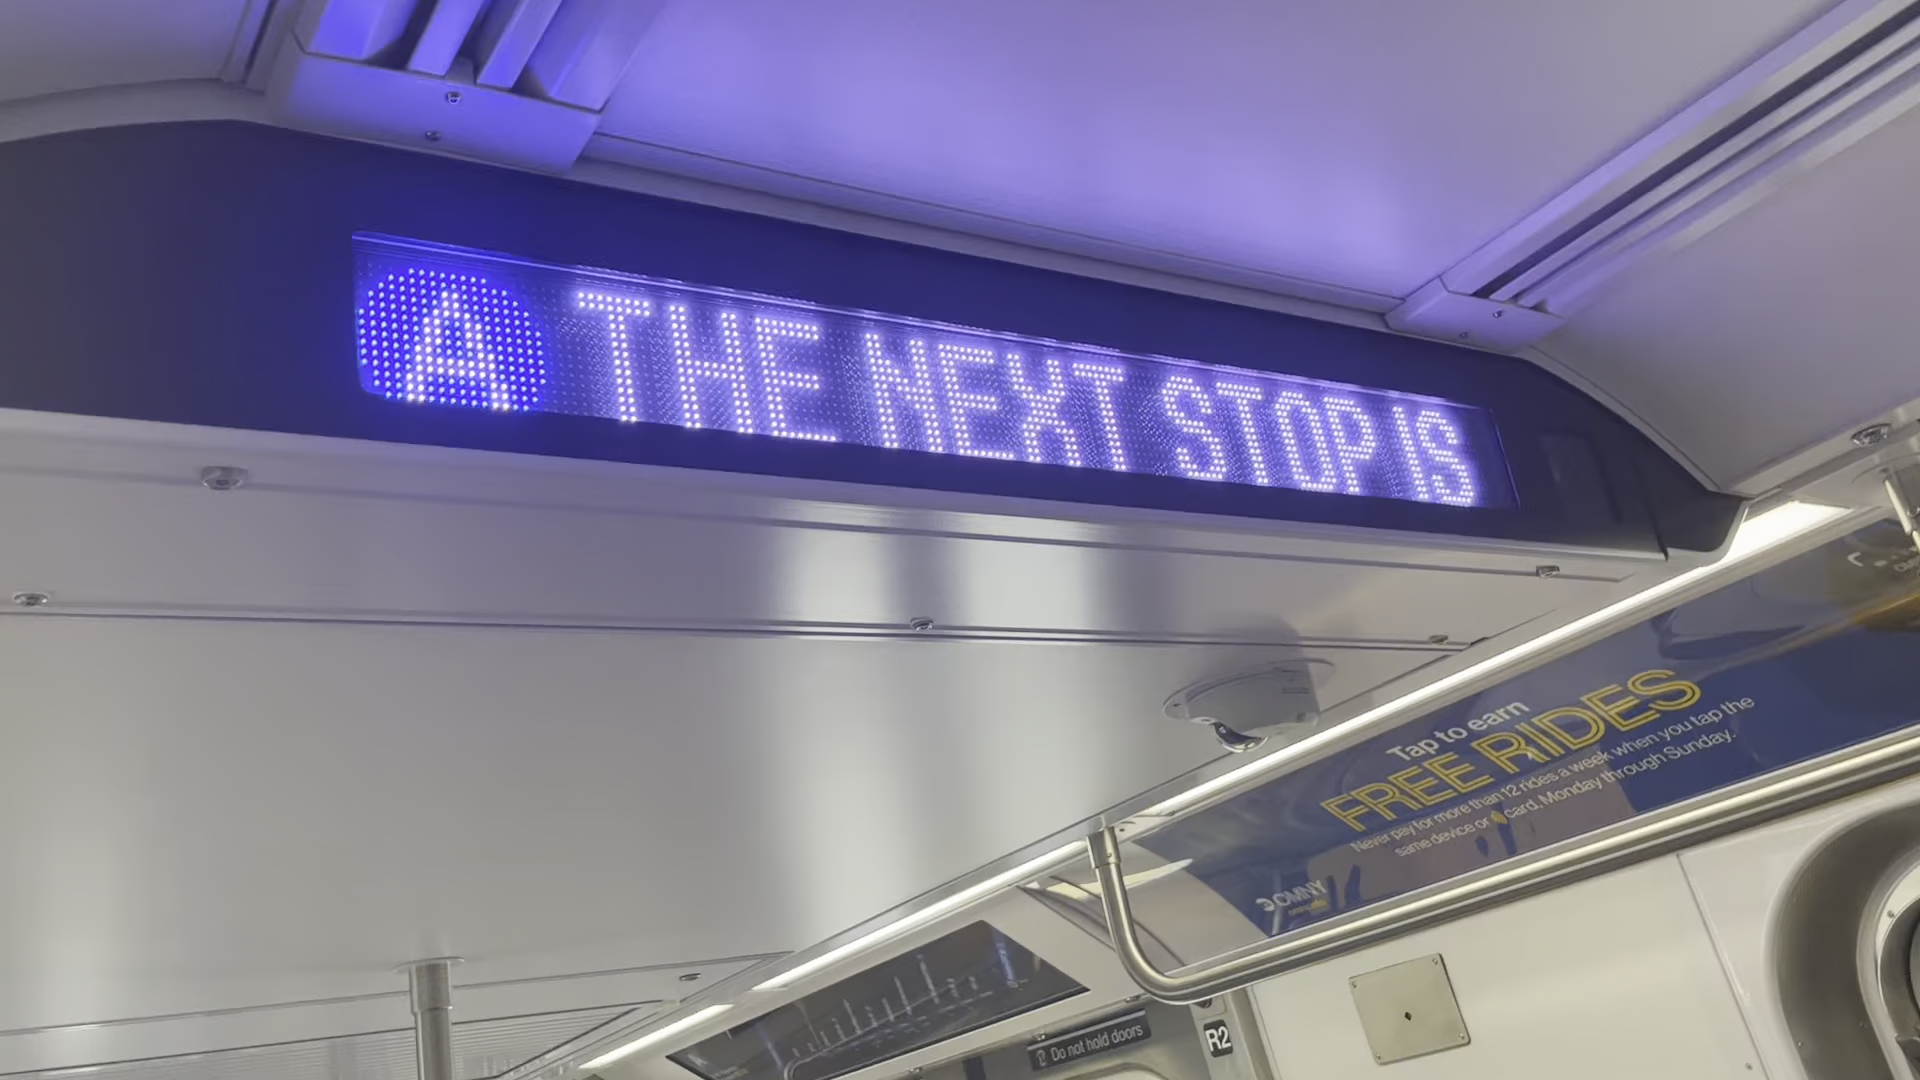 A THE NEXT STOP IS
Tap to earn
FREE RIDES
Never pay for more than 12 rides a week when you tap the
same device or card, Monday through Sunday.
OMNY
Do not hold doors
R2